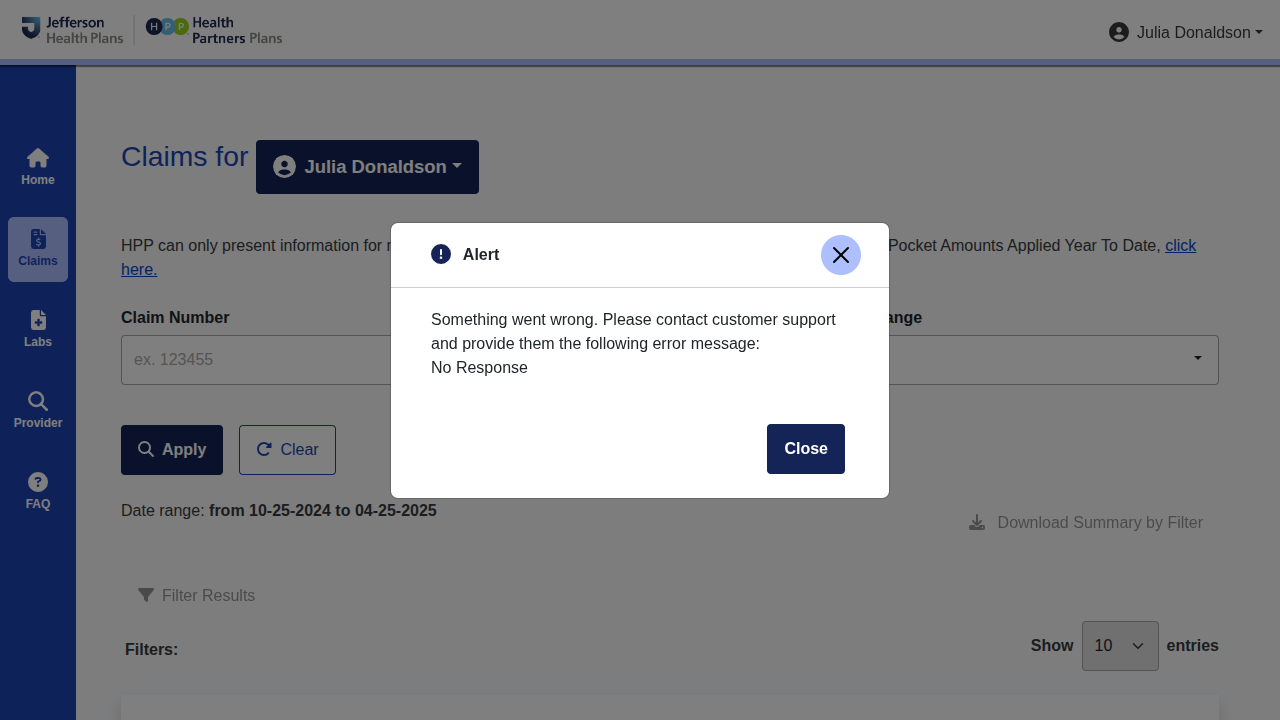 Jefferson
Health Plans
HPP
Health
Partners Plans
Julia Donaldson
Home
Claims
Labs
Provider
FAQ
Claims for
Julia Donaldson
HPP can only present information for
Pocket Amounts Applied Year To Date, click
here.
Claim Number
ange
ex. 123455
Apply
Clear
Date range: from 10-25-2024 to 04-25-2025
Download Summary by Filter
Filter Results
Filters:
Show 10 entries
Alert
Something went wrong. Please contact customer support
and provide them the following error message:
No Response
Close